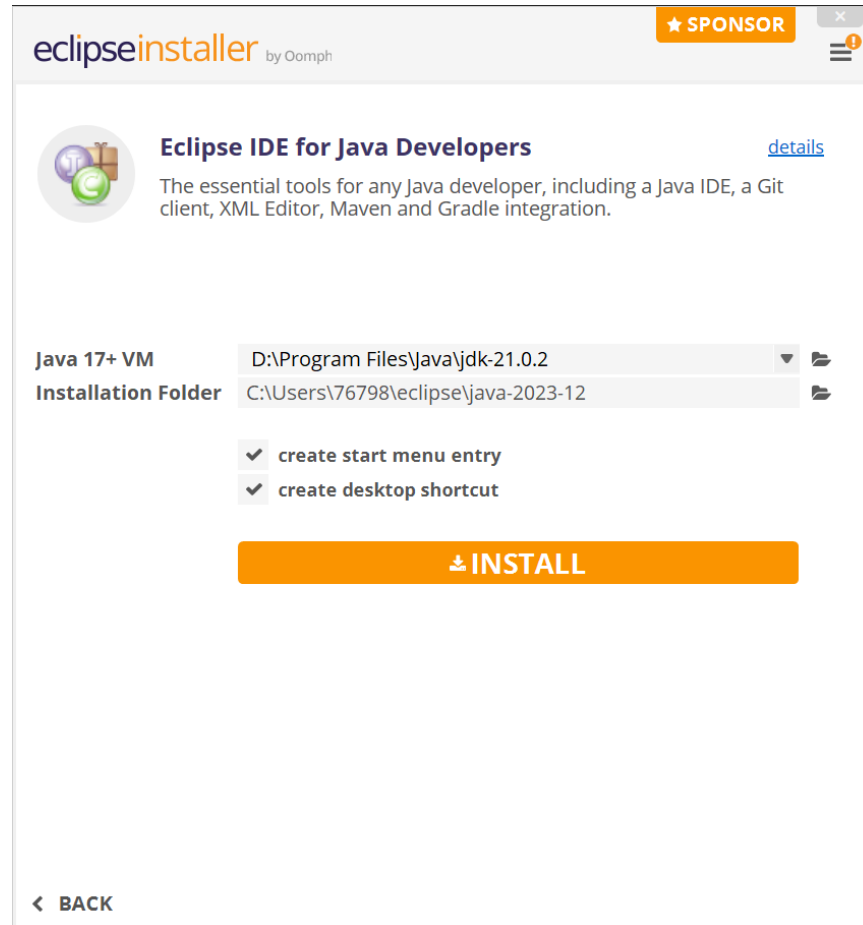 SPONSOR
eclipseinstaller by Oomph
Eclipse IDE for Java Developers
details
The essential tools for any Java developer, including a Java IDE, a Git
client, XML Editor, Maven and Gradle integration.
Java 17+ VM
D:\Program Files\Java\jdk-21.0.2
Installation Folder
C:\Users\76798\eclipse\java-2023-12
create start menu entry
create desktop shortcut
INSTALL
BACK